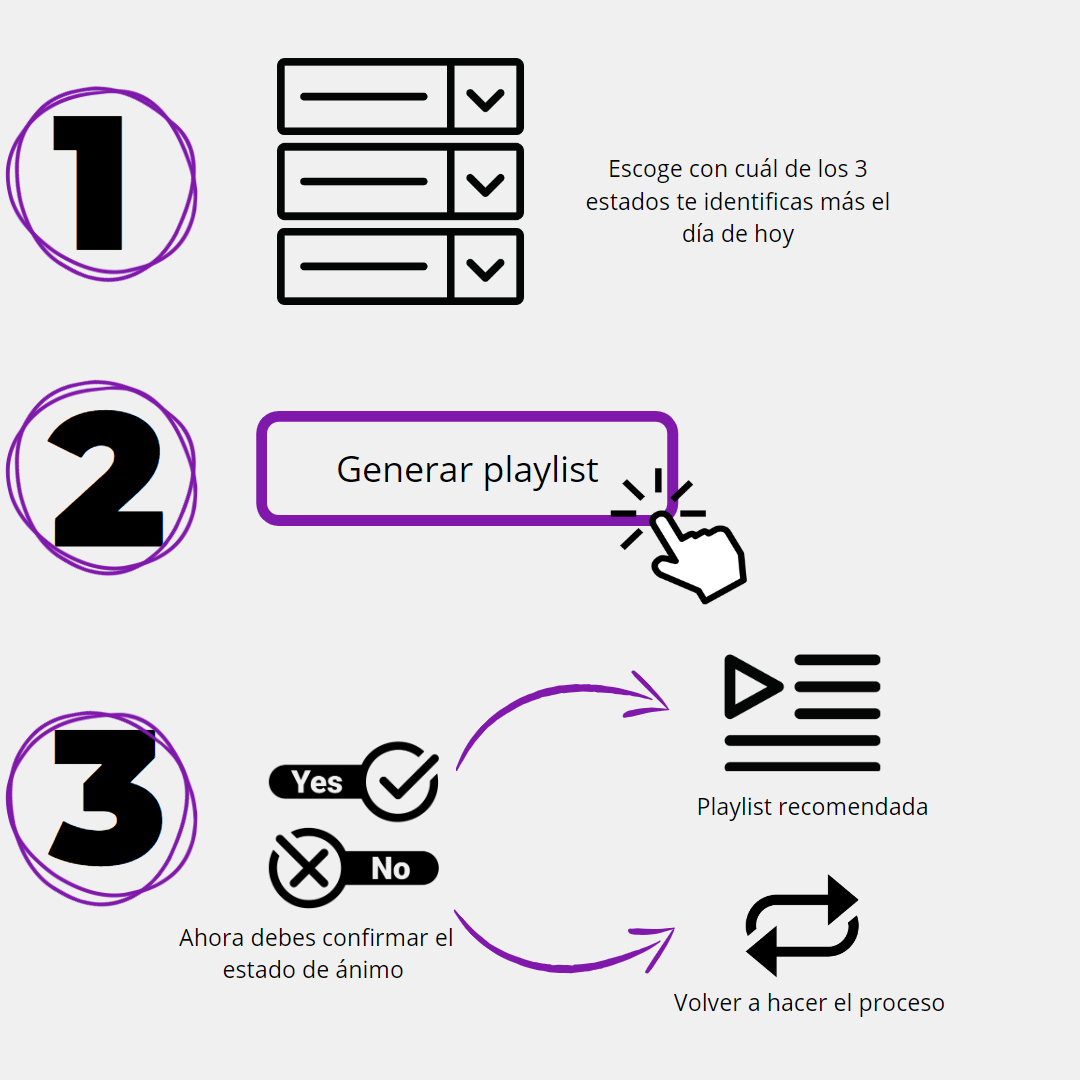 1
Escoge con cuál de los 3
estados te identificas más el
día de hoy
2
Generar playlist
3
Yes
No
Ahora debes confirmar el
estado de ánimo
Playlist recomendada
Volver a hacer el proceso